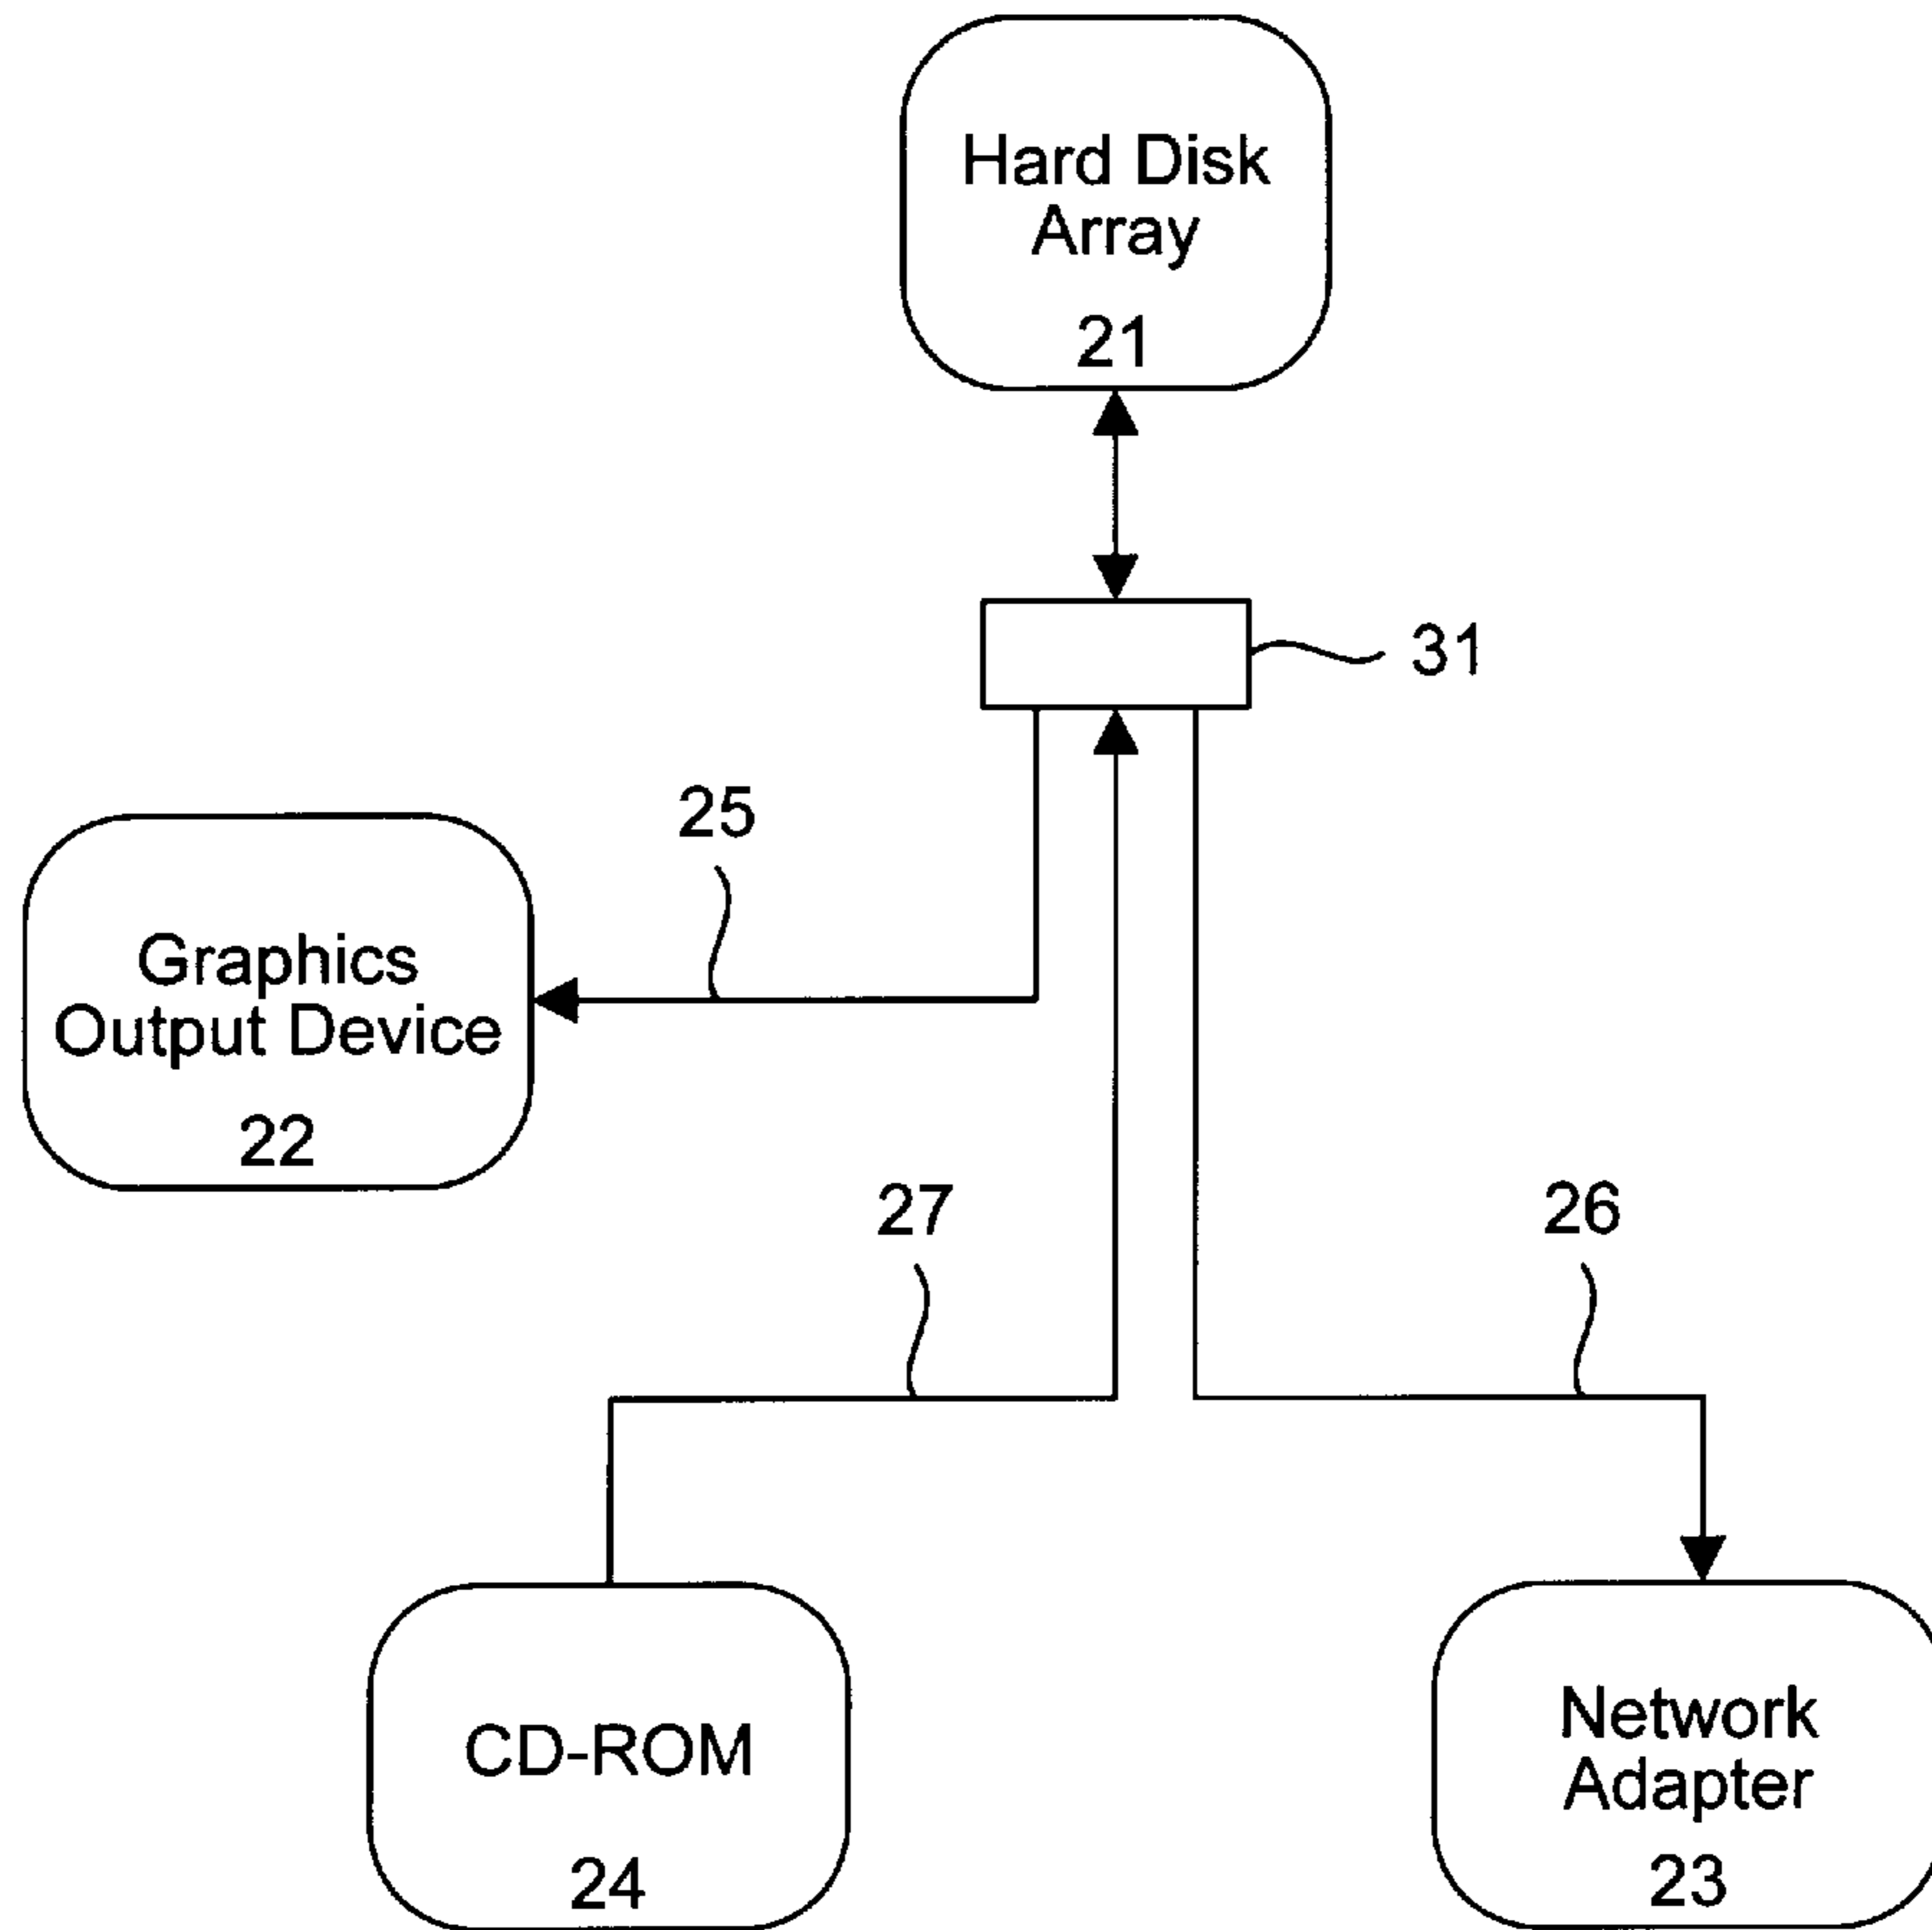 Hard Disk
Array
21
31
25
Graphics
Output Device
22
27
26
CD-ROM
24
Network
Adapter
23